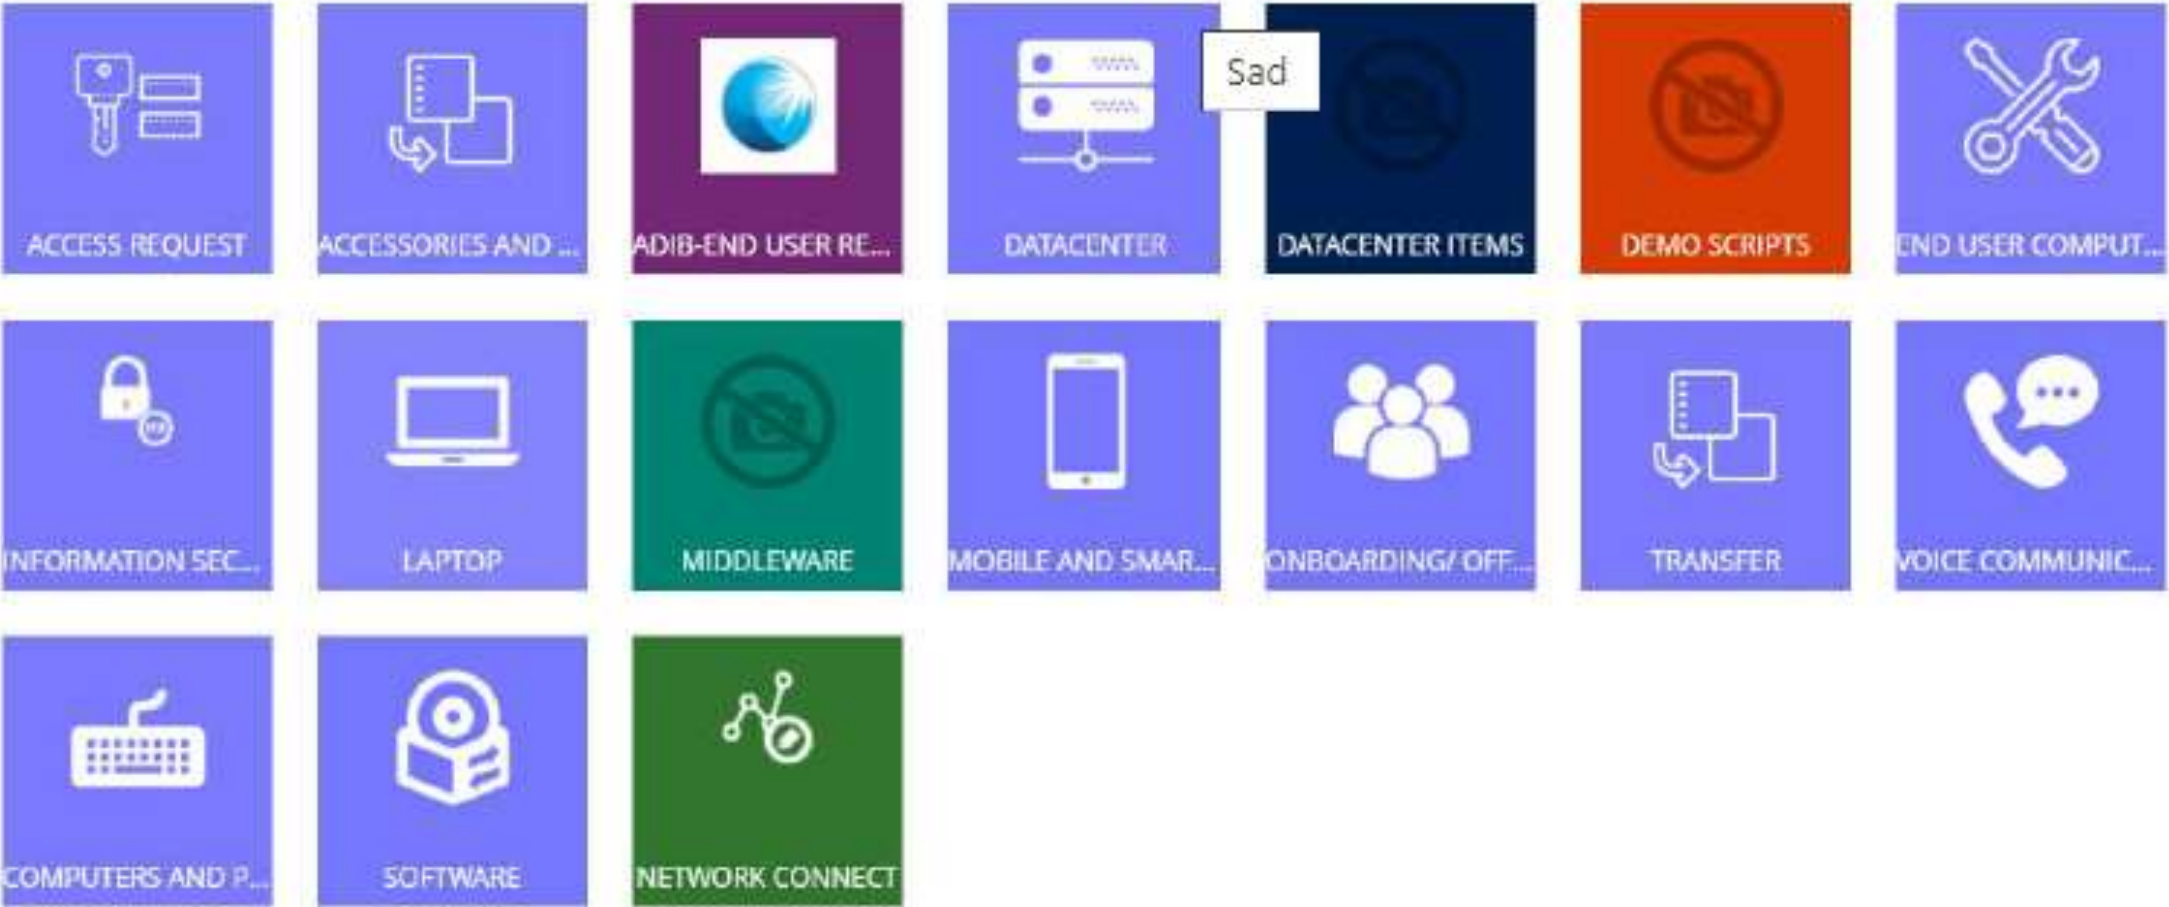 Sad
ACCESS REQUEST
ACCESSORIES AND ...
ADIB-END USER RE...
DATACENTER
DATACENTER ITEMS
DEMO SCRIPTS
END USER COMPUT...
INFORMATION SEC...
LAPTOP
MIDDLEWARE
MOBILE AND SMAR...
ONBOARDING/ OFF...
TRANSFER
VOICE COMMUNIC...
COMPUTERS AND P...
SOFTWARE
NETWORK CONNECT